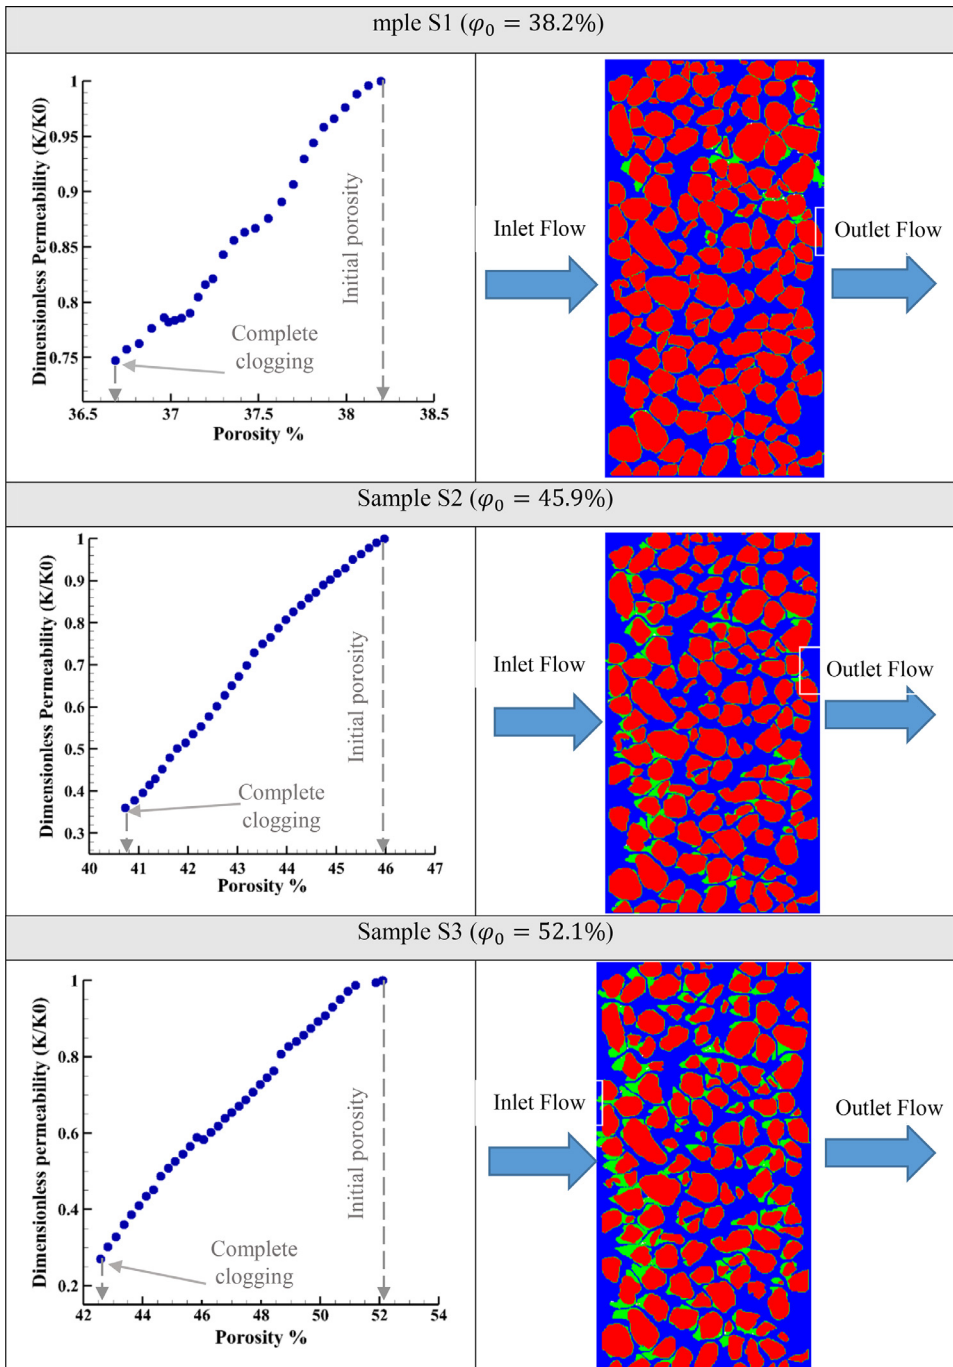 mple S1 (φ₀ = 38.2%)
Dimensionless Permeability (K/K0)
1
0.95
0.9
0.85
0.8
0.75
36.5 37 37.5 38 38.5
Porosity %
Initial porosity
Complete
clogging
Inlet Flow
Outlet Flow
Sample S2 (φ₀ = 45.9%)
Dimensionless Permeability (K/K0)
1
0.9
0.8
0.7
0.6
0.5
0.4
0.3
40 41 42 43 44 45 46 47
Porosity %
Initial porosity
Complete
clogging
Inlet Flow
Outlet Flow
Sample S3 (φ₀ = 52.1%)
Dimensionless permeability (K/K0)
1
0.8
0.6
0.4
0.2
42 44 46 48 50 52 54
Porosity %
Initial porosity
Complete
clogging
Inlet Flow
Outlet Flow